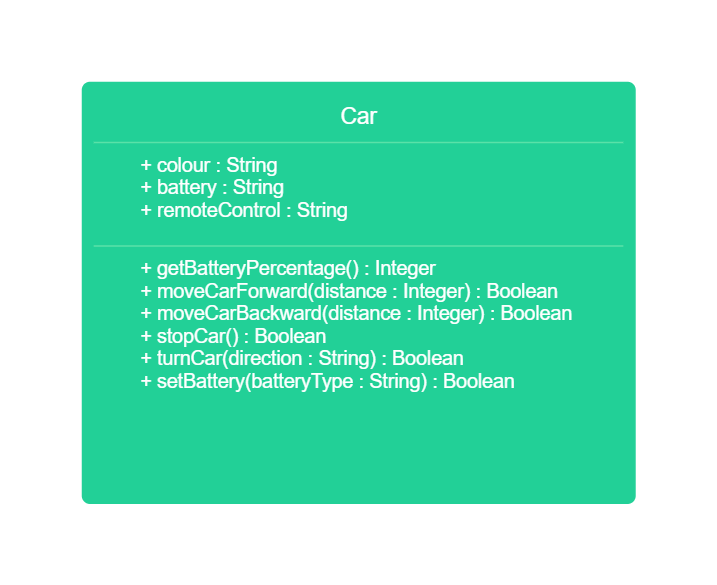 Car
+ colour : String
+ battery : String
+ remoteControl : String
+ getBatteryPercentage() : Integer
+ moveCarForward(distance : Integer) : Boolean
+ moveCarBackward(distance : Integer) : Boolean
+ stopCar() : Boolean
+ turnCar(direction : String) : Boolean
+ setBattery(batteryType : String) : Boolean